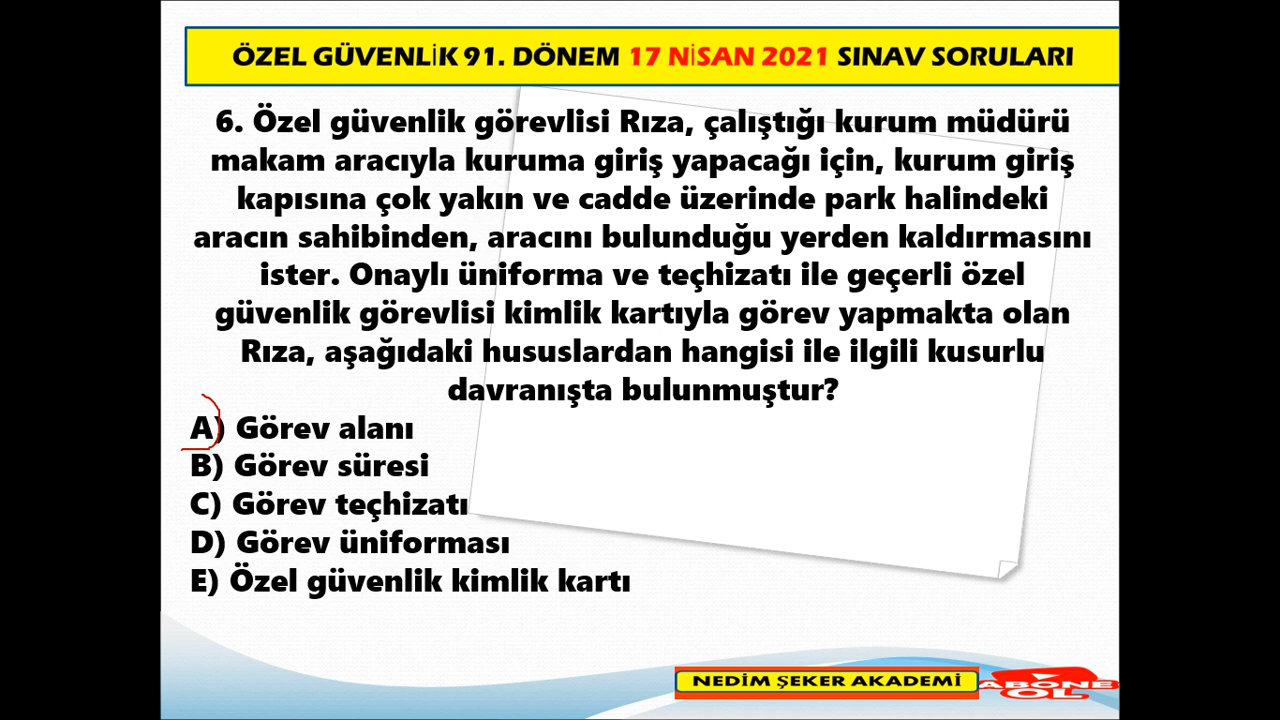 ÖZEL GÜVENLİK 91. DÖNEM 17 NİSAN 2021 SINAV SORULARI
6. Özel güvenlik görevlisi Rıza, çalıştığı kurum müdürü
makam aracıyla kuruma giriş yapacağı için, kurum giriş
kapısına çok yakın ve cadde üzerinde park halindeki
aracın sahibinden, aracını bulunduğu yerden kaldırmasını
ister. Onaylı üniforma ve teçhizatı ile geçerli özel
güvenlik görevlisi kimlik kartıyla görev yapmakta olan
Rıza, aşağıdaki hususlardan hangisi ile ilgili kusurlu
davranışta bulunmuştur?
A) Görev alanı
B) Görev süresi
C) Görev teçhizatı
D) Görev üniforması
E) Özel güvenlik kimlik kartı
NEDİM ŞEKER AKADEMİ
ABONE
OL